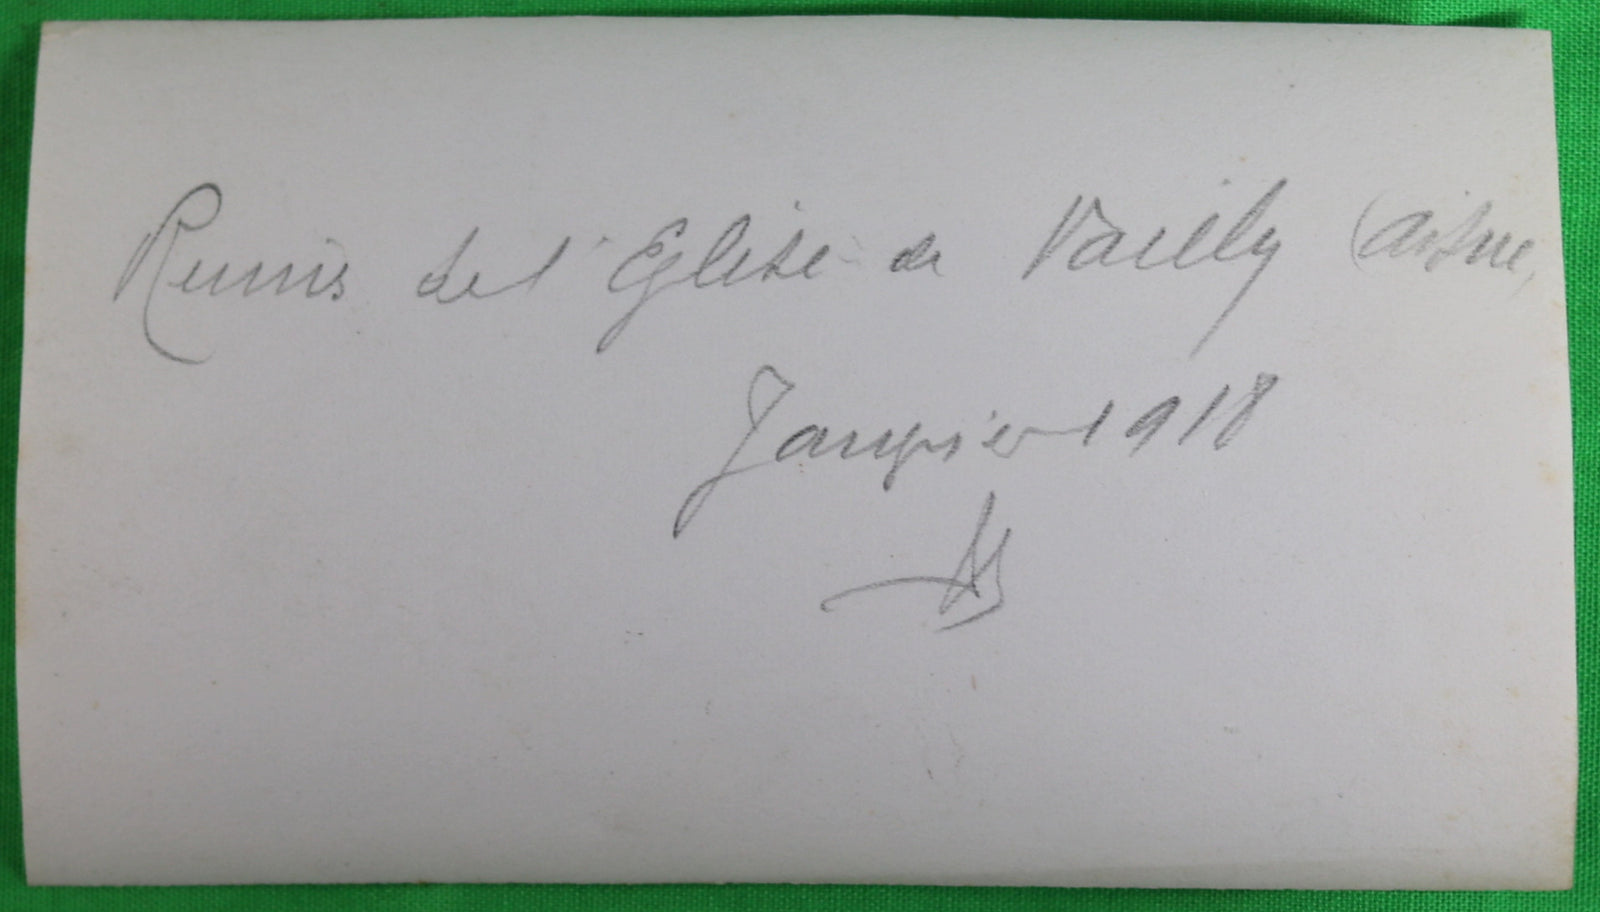 Ruines de l'Eglise de Vailly (Aisne)
Janvier 1918